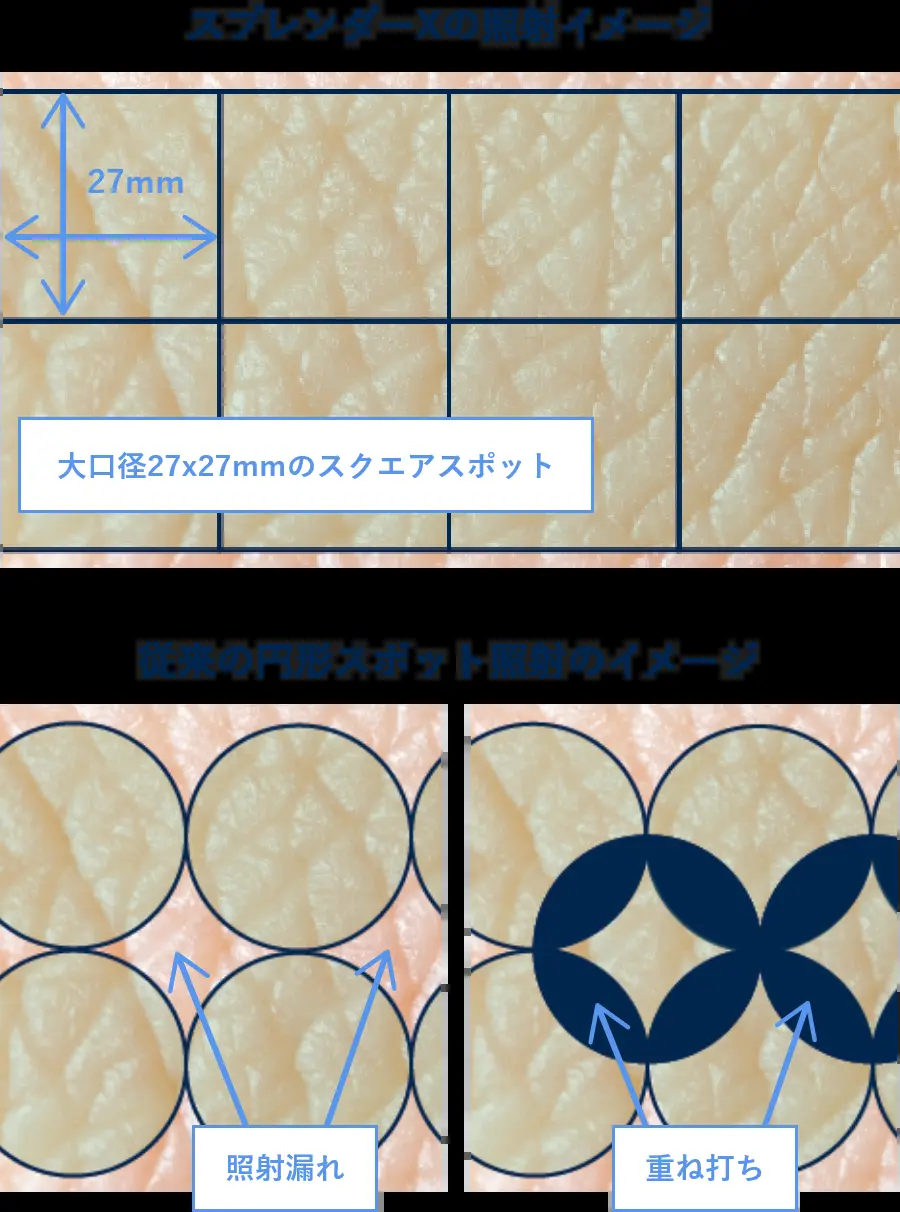 スプレンダーXの照射イメージ
27mm
大口径27x27mmのスクエアスポット
従来の円形スポット照射のイメージ
照射漏れ
重ね打ち